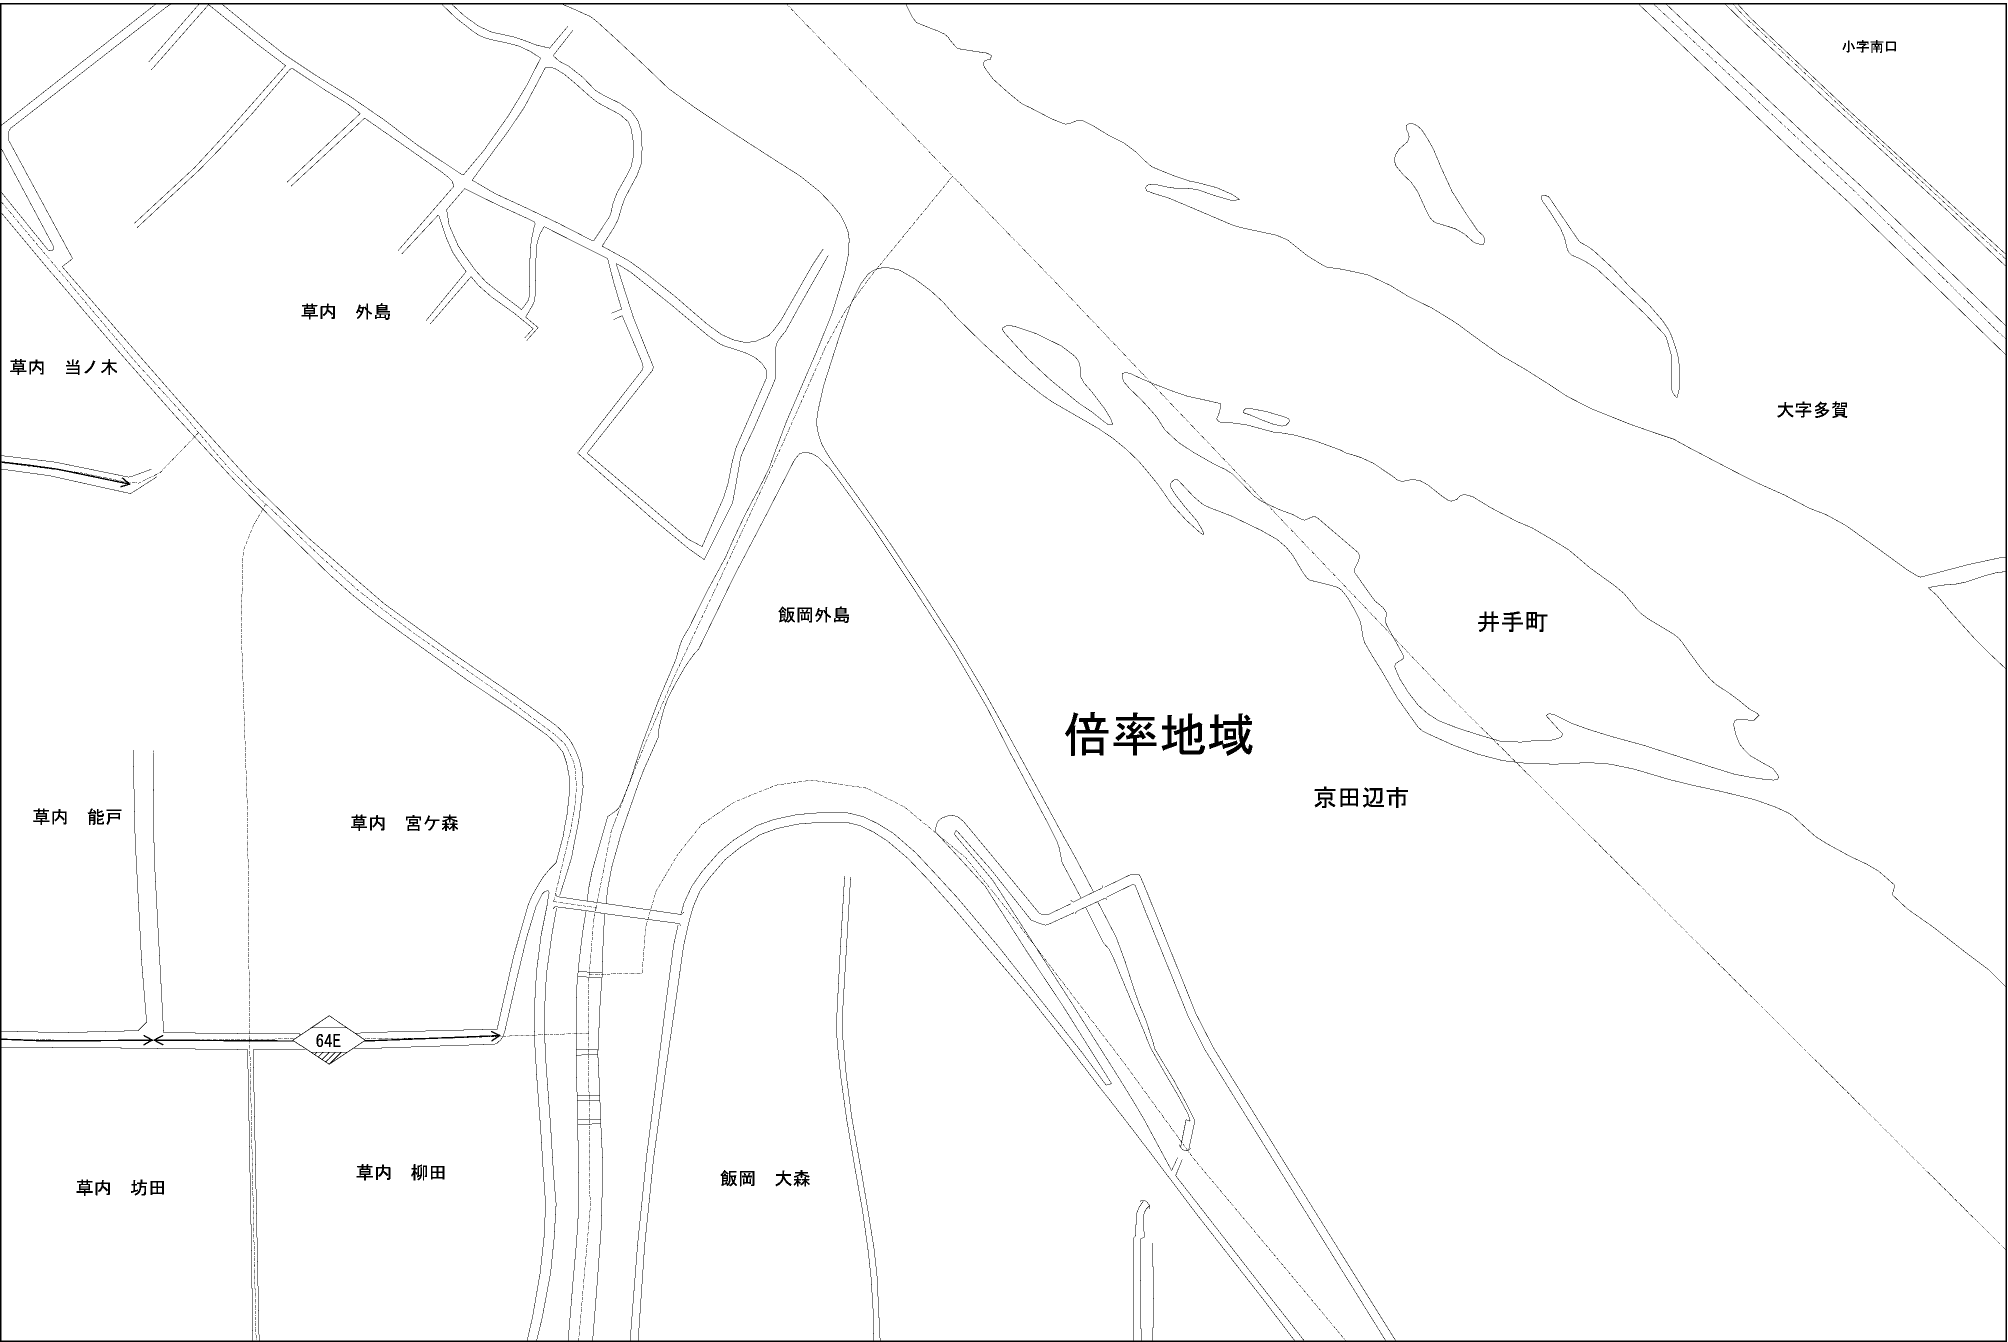 小字南口
草内　外島
草内　当ノ木
大字多賀
飯岡外島
井手町
倍率地域
京田辺市
草内　能戸
草内　宮ケ森
64E
草内　柳田
飯岡　大森
草内　坊田